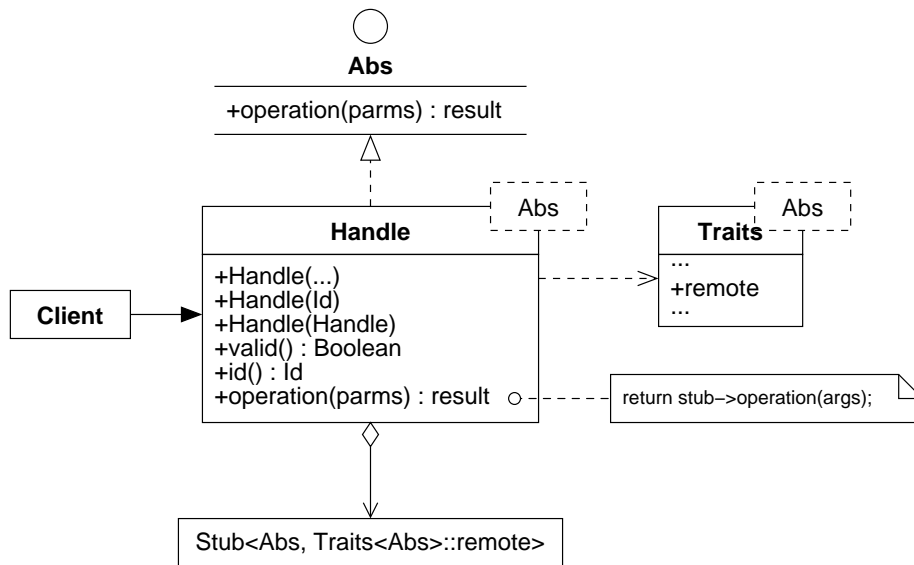 Abs
+operation(parms) : result
Abs
Abs
Handle
Traits
+Handle(...)
+Handle(Id)
+Handle(Handle)
+valid() : Boolean
+id() : Id
+operation(parms) : result
...
+remote
...
Client
return stub−>operation(args);
Stub<Abs, Traits<Abs>::remote>